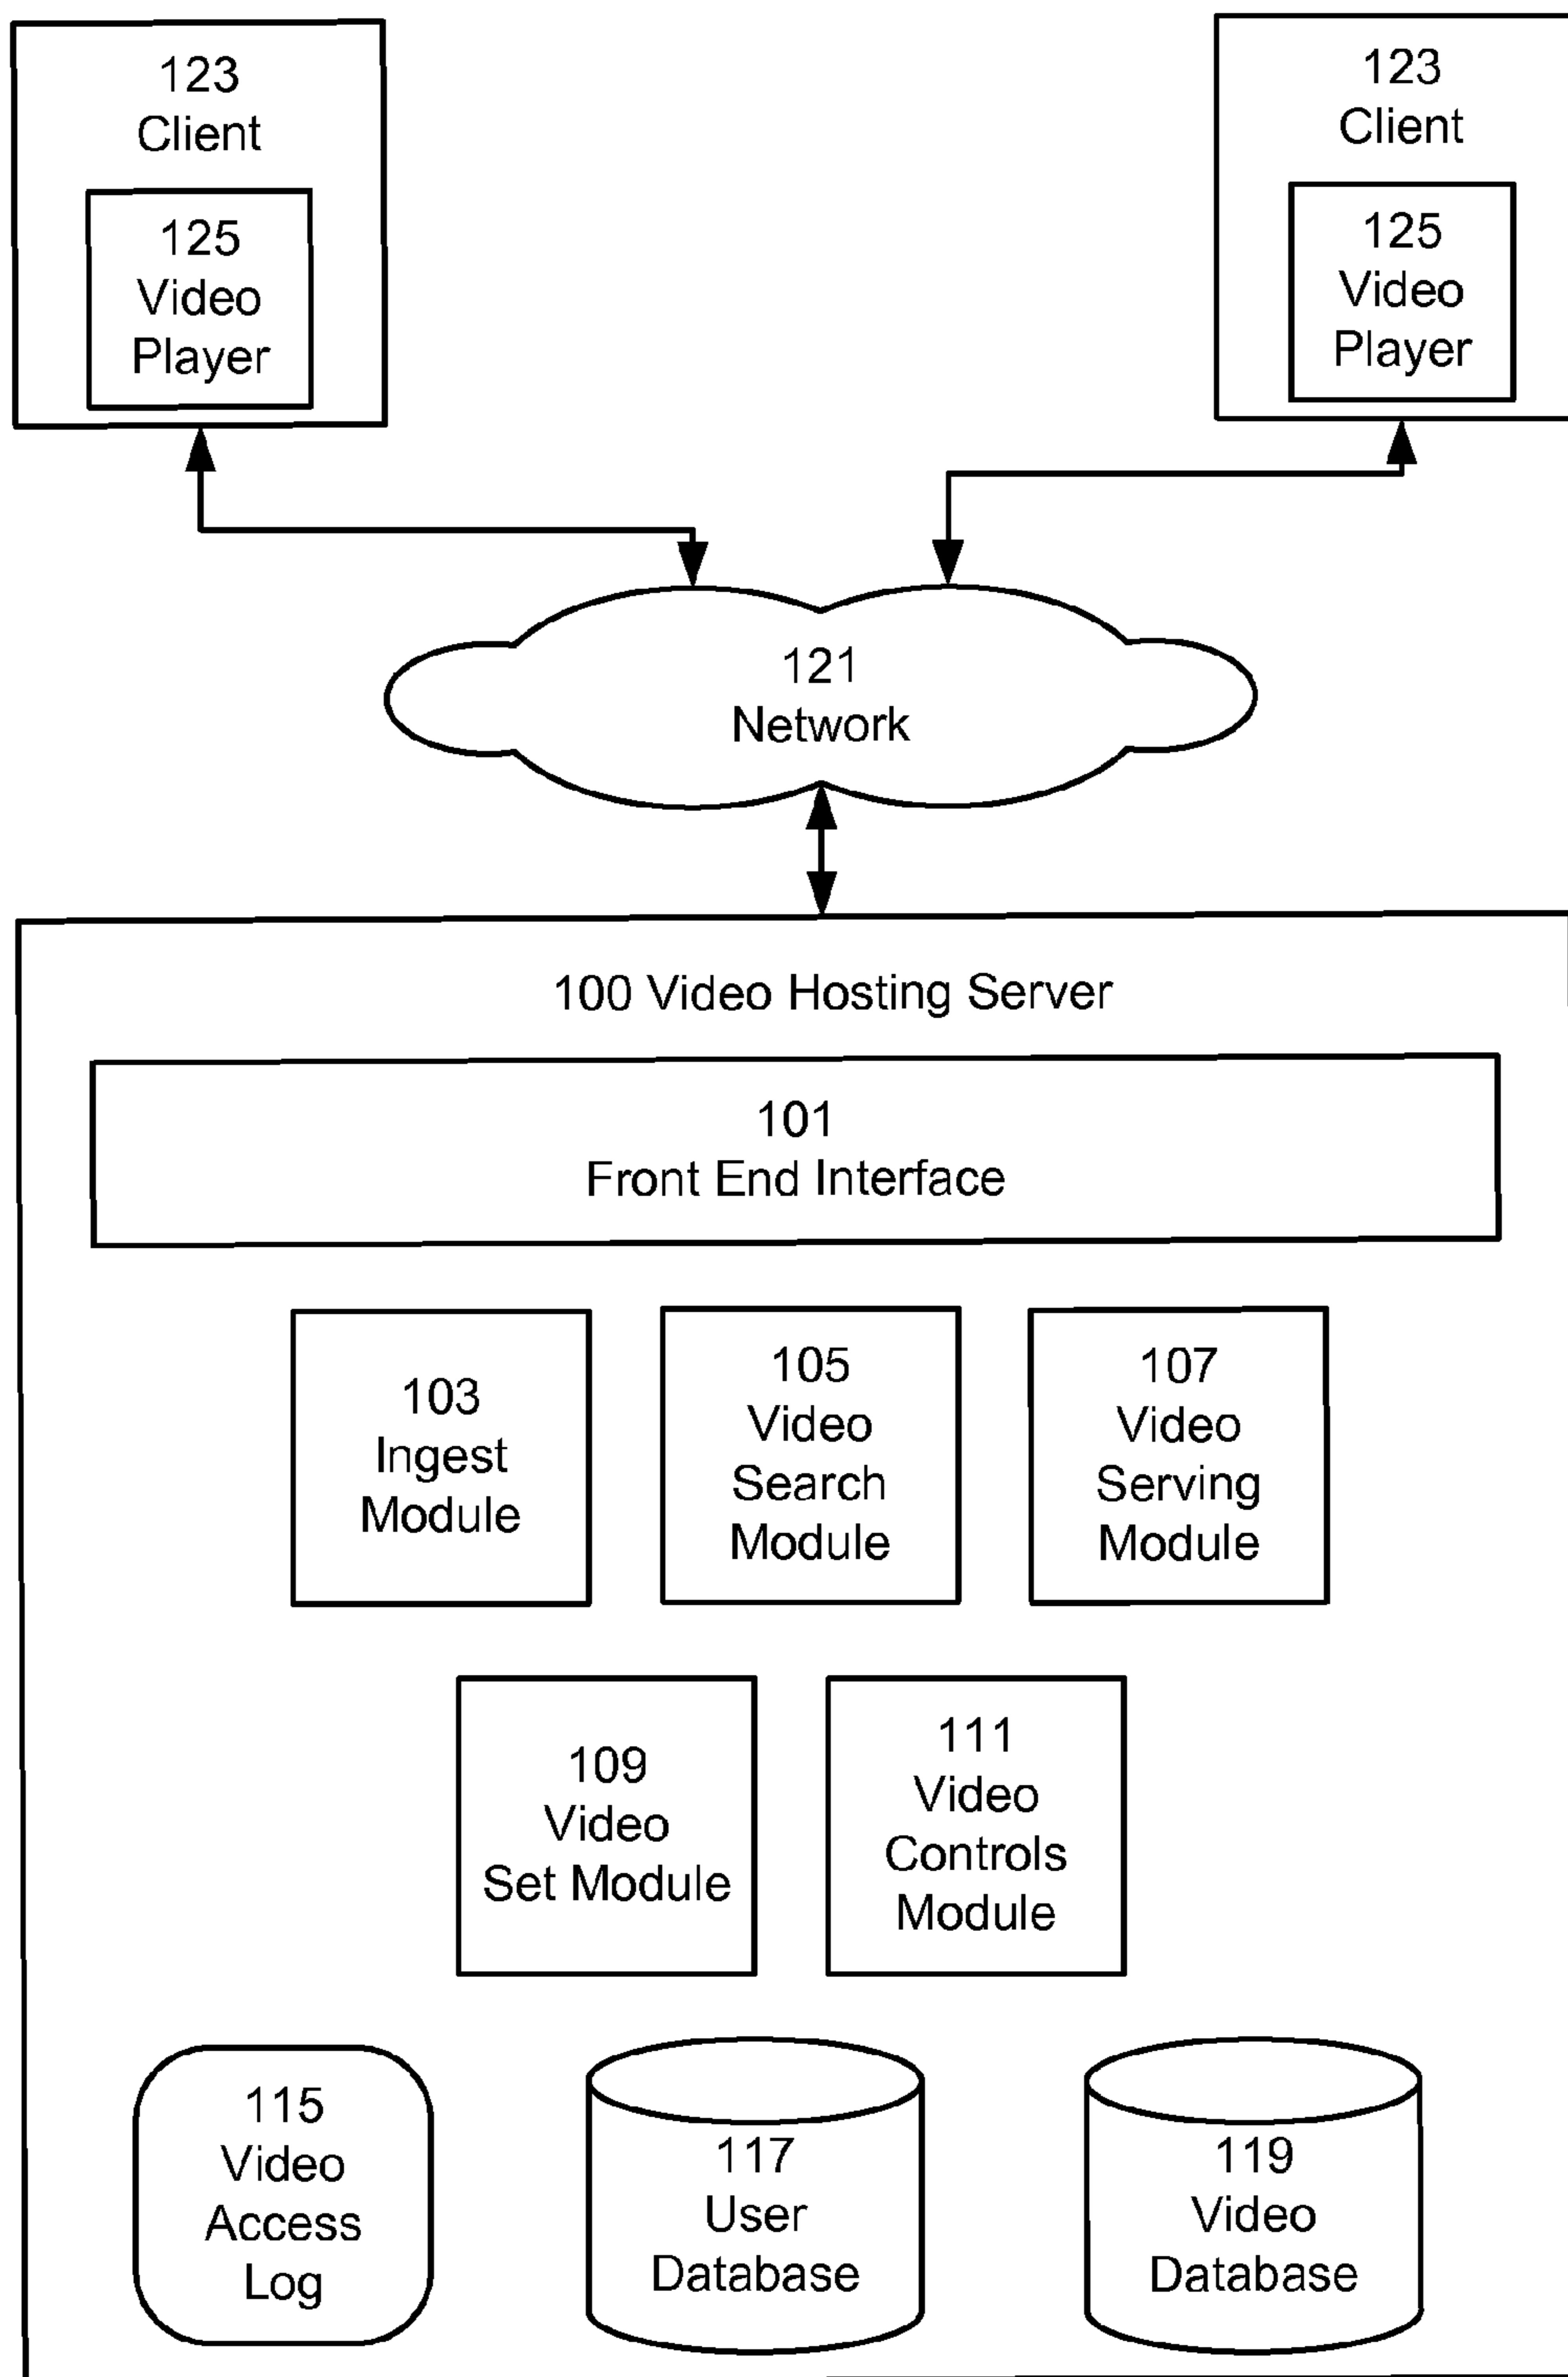 123
Client
125
Video
Player
123
Client
125
Video
Player
121
Network
100 Video Hosting Server
101
Front End Interface
103
Ingest
Module
105
Video
Search
Module
107
Video
Serving
Module
109
Video
Set Module
111
Video
Controls
Module
115
Video
Access
Log
117
User
Database
119
Video
Database